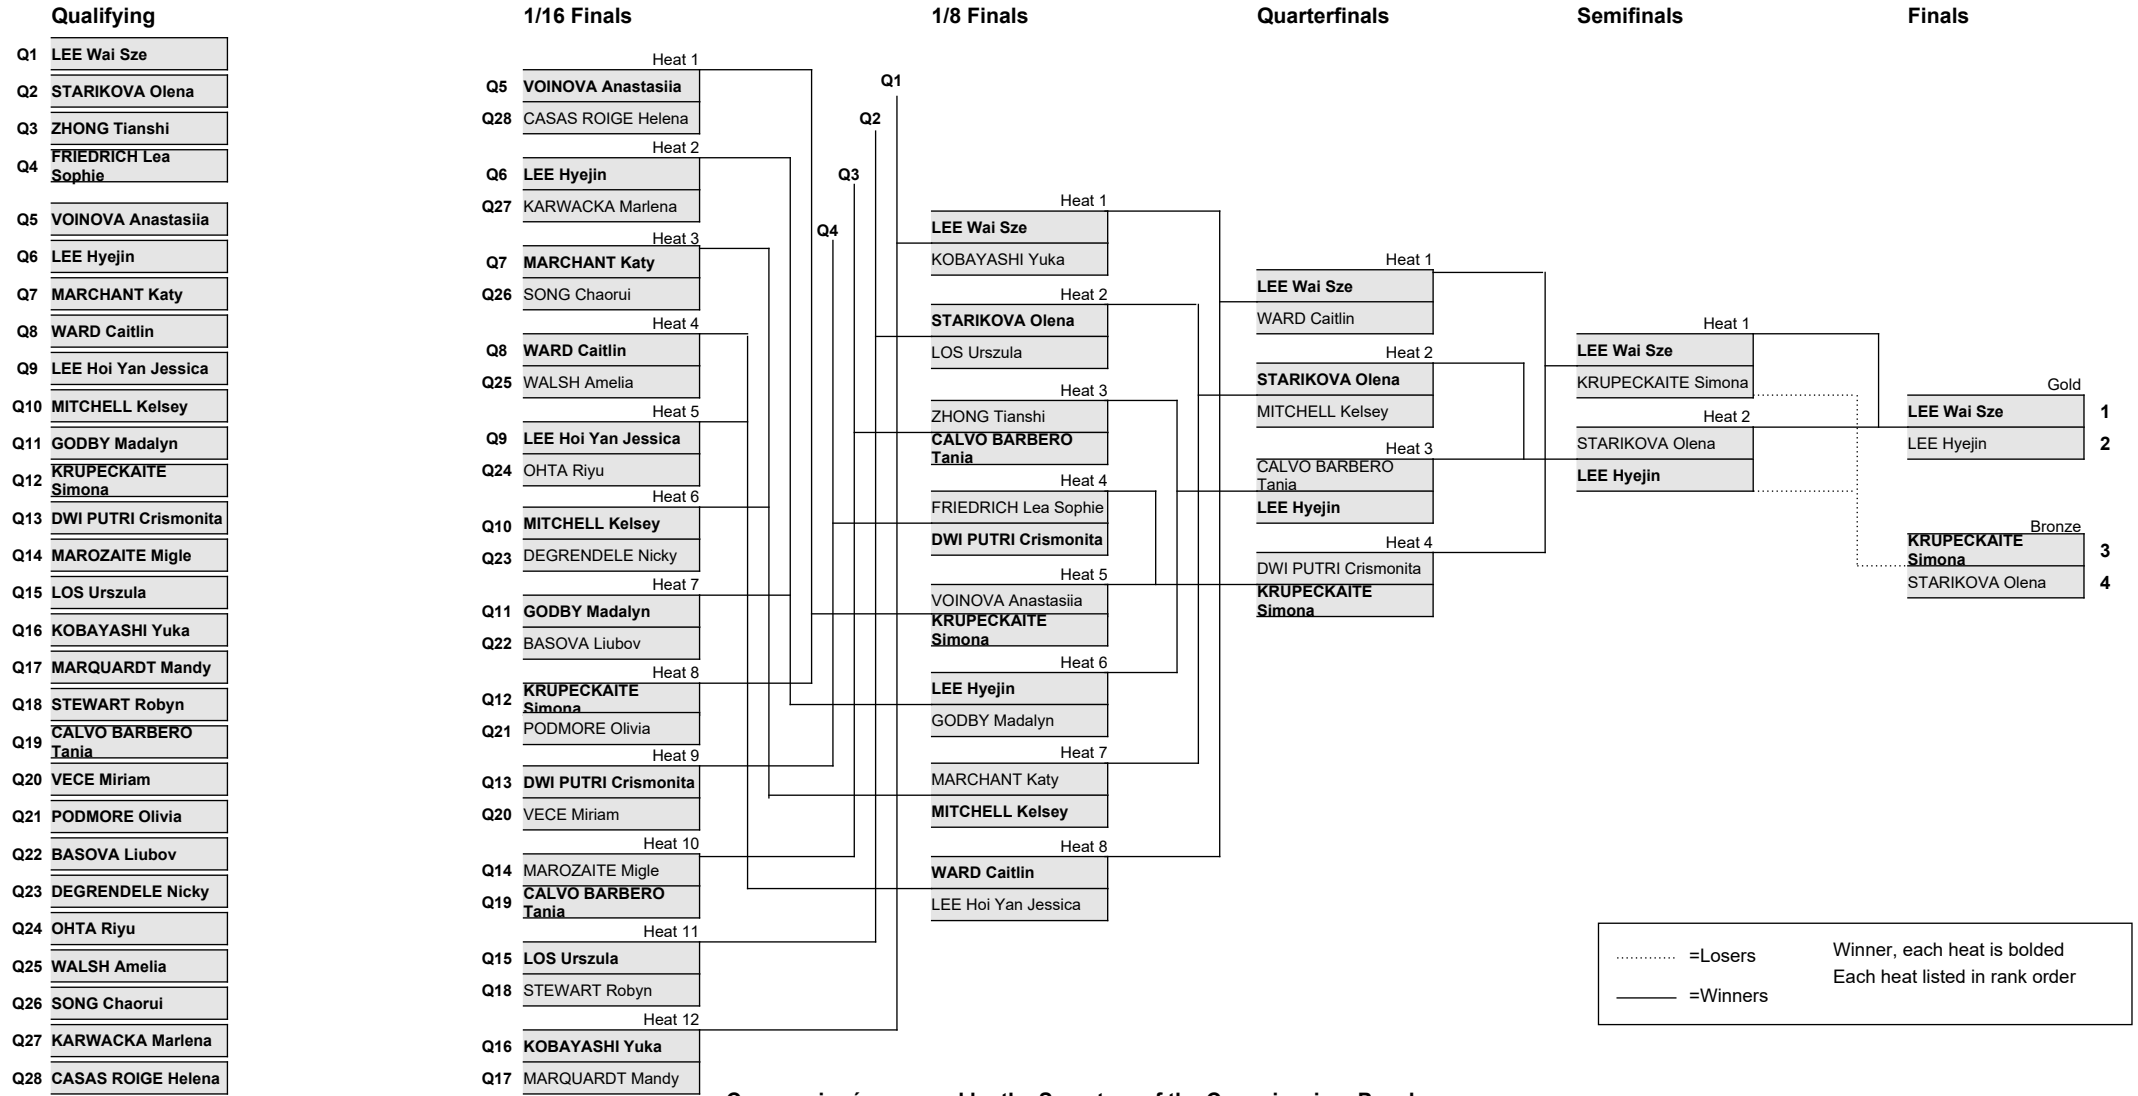 Qualifying
Q1 LEE Wai Sze
Q2 STARIKOVA Olena
Q3 ZHONG Tianshi
Q4 FRIEDRICH Lea
Sophie
Q5 VOINOVA Anastasiia
Q6 LEE Hyejin
Q7 MARCHANT Katy
Q8 WARD Caitlin
Q9 LEE Hoi Yan Jessica
Q10 MITCHELL Kelsey
Q11 GODBY Madalyn
Q12 KRUPECKAITE
Simona
Q13 DWI PUTRI Crismonita
Q14 MAROZAITE Migle
Q15 LOS Urszula
Q16 KOBAYASHI Yuka
Q17 MARQUARDT Mandy
Q18 STEWART Robyn
Q19 CALVO BARBERO
Tania
Q20 VECE Miriam
Q21 PODMORE Olivia
Q22 BASOVA Liubov
Q23 DEGRENDELE Nicky
Q24 OHTA Riyu
Q25 WALSH Amelia
Q26 SONG Chaorui
Q27 KARWACKA Marlena
Q28 CASAS ROIGE Helena
1/16 Finals
Heat 1
Q5 VOINOVA Anastasiia
Q28 CASAS ROIGE Helena
Heat 2
Q6 LEE Hyejin
Q27 KARWACKA Marlena
Heat 3
Q7 MARCHANT Katy
Q26 SONG Chaorui
Heat 4
Q8 WARD Caitlin
Q25 WALSH Amelia
Heat 5
Q9 LEE Hoi Yan Jessica
Q24 OHTA Riyu
Heat 6
Q10 MITCHELL Kelsey
Q23 DEGRENDELE Nicky
Heat 7
Q11 GODBY Madalyn
Q22 BASOVA Liubov
Heat 8
Q12 KRUPECKAITE
Simona
Q21 PODMORE Olivia
Heat 9
Q13 DWI PUTRI Crismonita
Q20 VECE Miriam
Heat 10
Q14 MAROZAITE Migle
Q19 CALVO BARBERO
Tania
Heat 11
Q15 LOS Urszula
Q18 STEWART Robyn
Heat 12
Q16 KOBAYASHI Yuka
Q17 MARQUARDT Mandy
Q1
Q2
Q3
Q4
1/8 Finals
Heat 1
LEE Wai Sze
KOBAYASHI Yuka
Heat 2
STARIKOVA Olena
LOS Urszula
Heat 3
ZHONG Tianshi
CALVO BARBERO
Tania
Heat 4
FRIEDRICH Lea Sophie
DWI PUTRI Crismonita
Heat 5
VOINOVA Anastasiia
KRUPECKAITE
Simona
Heat 6
LEE Hyejin
GODBY Madalyn
Heat 7
MARCHANT Katy
MITCHELL Kelsey
Heat 8
WARD Caitlin
LEE Hoi Yan Jessica
Quarterfinals
Heat 1
LEE Wai Sze
WARD Caitlin
Heat 2
STARIKOVA Olena
MITCHELL Kelsey
Heat 3
CALVO BARBERO
Tania
LEE Hyejin
Heat 4
DWI PUTRI Crismonita
KRUPECKAITE
Simona
Semifinals
Heat 1
LEE Wai Sze
KRUPECKAITE Simona
Heat 2
STARIKOVA Olena
LEE Hyejin
Finals
Gold
LEE Wai Sze 1
LEE Hyejin 2
Bronze
KRUPECKAITE
Simona 3
STARIKOVA Olena 4
=Losers
=Winners
Winner, each heat is bolded
Each heat listed in rank order